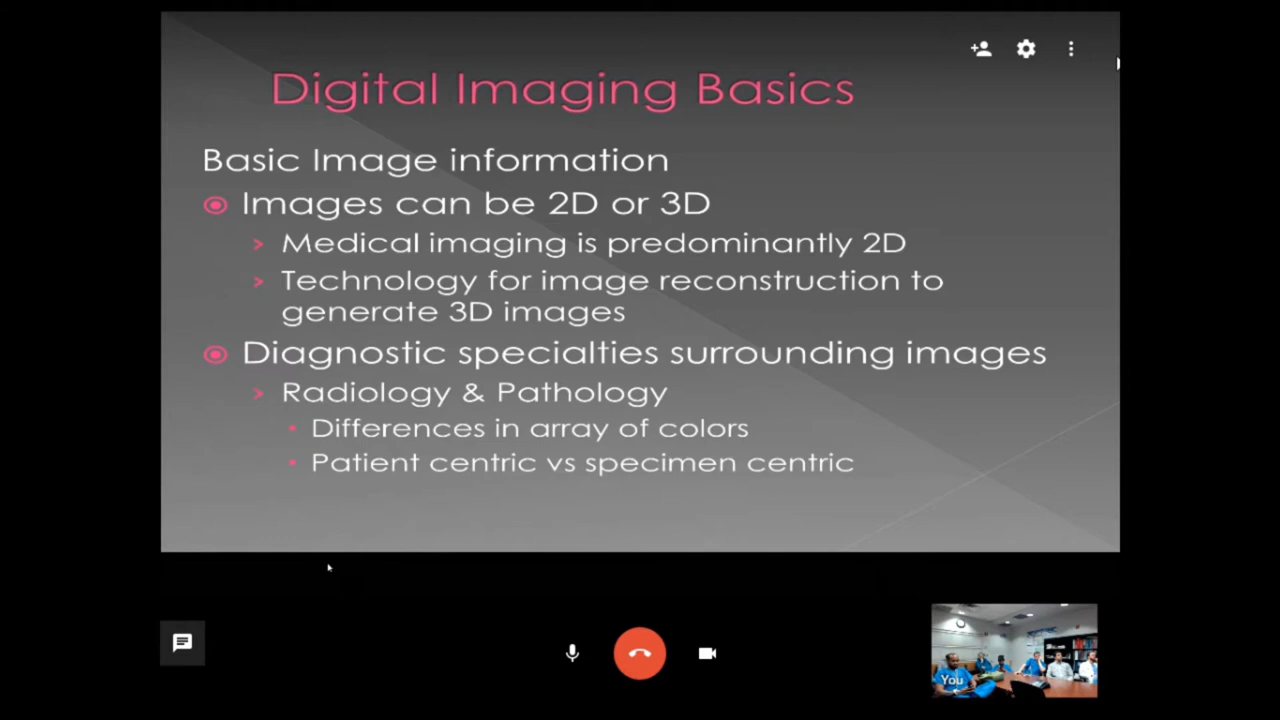 Digital Imaging Basics
Basic Image information
Images can be 2D or 3D
Medical imaging is predominantly 2D
Technology for image reconstruction to
generate 3D images
Diagnostic specialties surrounding images
Radiology & Pathology
Differences in array of colors
Patient centric vs specimen centric
You